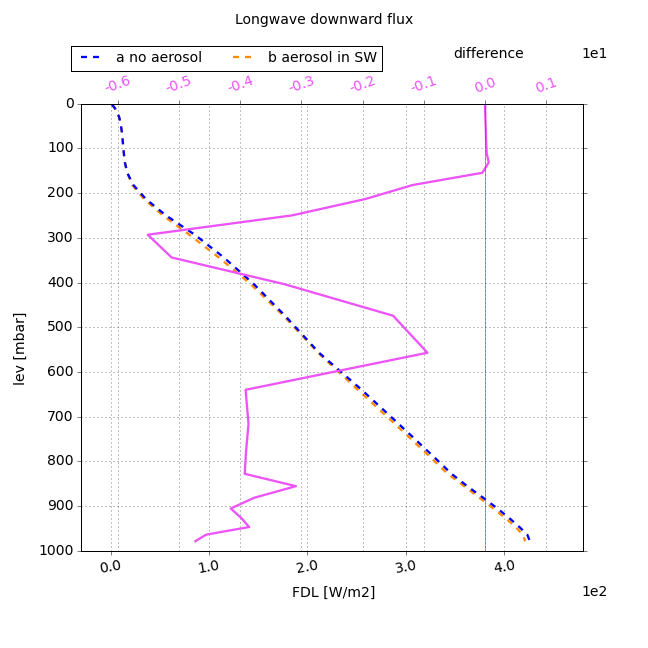 Longwave downward flux
a no aerosol b aerosol in SW difference 1e1
-0.6 -0.5 -0.4 -0.3 -0.2 -0.1 0.0 0.1
0
100
200
300
400
500
600
700
800
900
1000
lev [mbar]
0.0 1.0 2.0 3.0 4.0
FDL [W/m2] 1e2